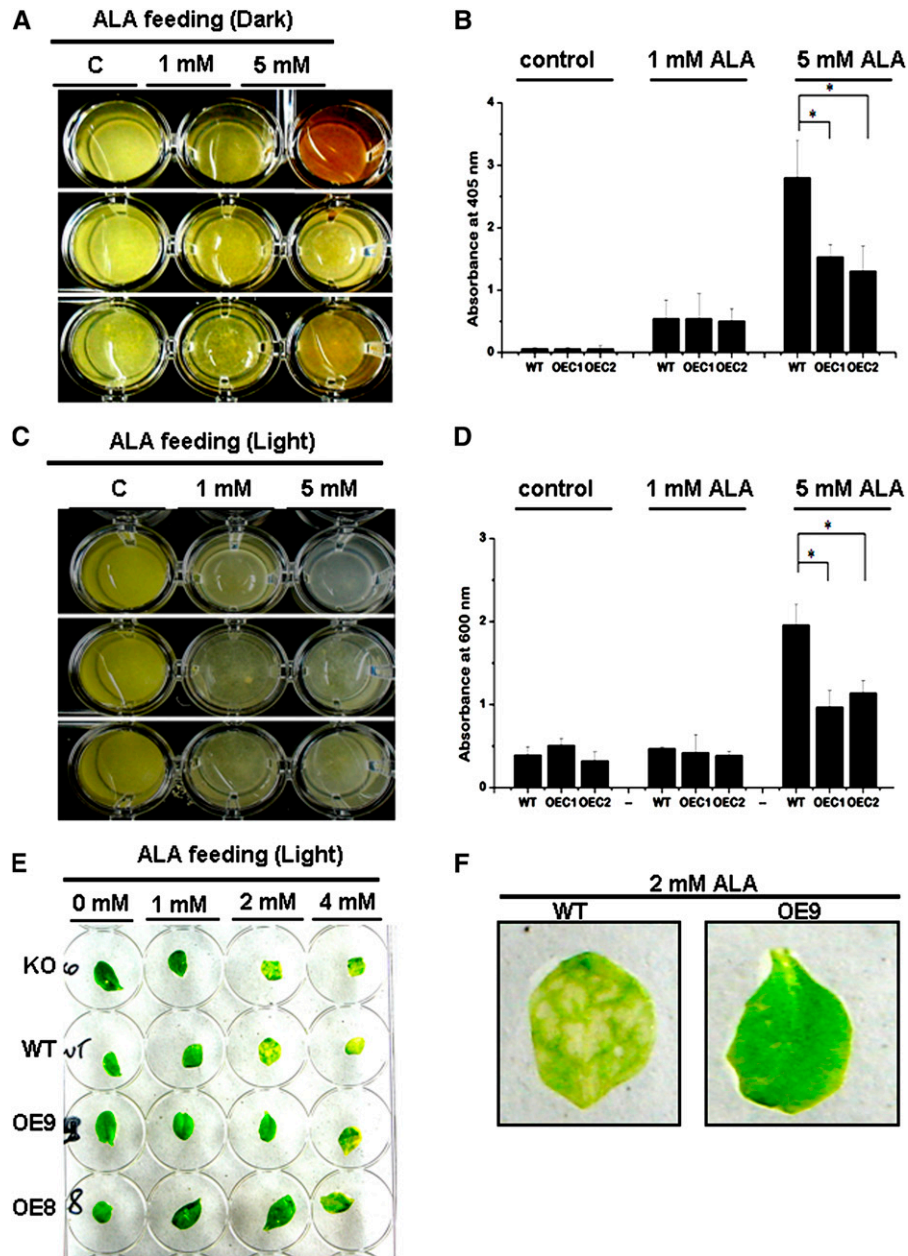 A
ALA feeding (Dark)
C 1 mM 5 mM
B
control 1 mM ALA 5 mM ALA
* *
Absorbance at 405 nm
4
3
2
1
0
WT OEC1 OEC2 WT OEC1 OEC2 WT OEC1 OEC2
C
ALA feeding (Light)
C 1 mM 5 mM
D
control 1 mM ALA 5 mM ALA
* *
Absorbance at 600 nm
3
2
1
0
WT OEC1 OEC2 – WT OEC1 OEC2 – WT OEC1 OEC2
E
ALA feeding (Light)
0 mM 1 mM 2 mM 4 mM
KO 6
WT WT
OE9
OE8 8
F
2 mM ALA
WT OE9